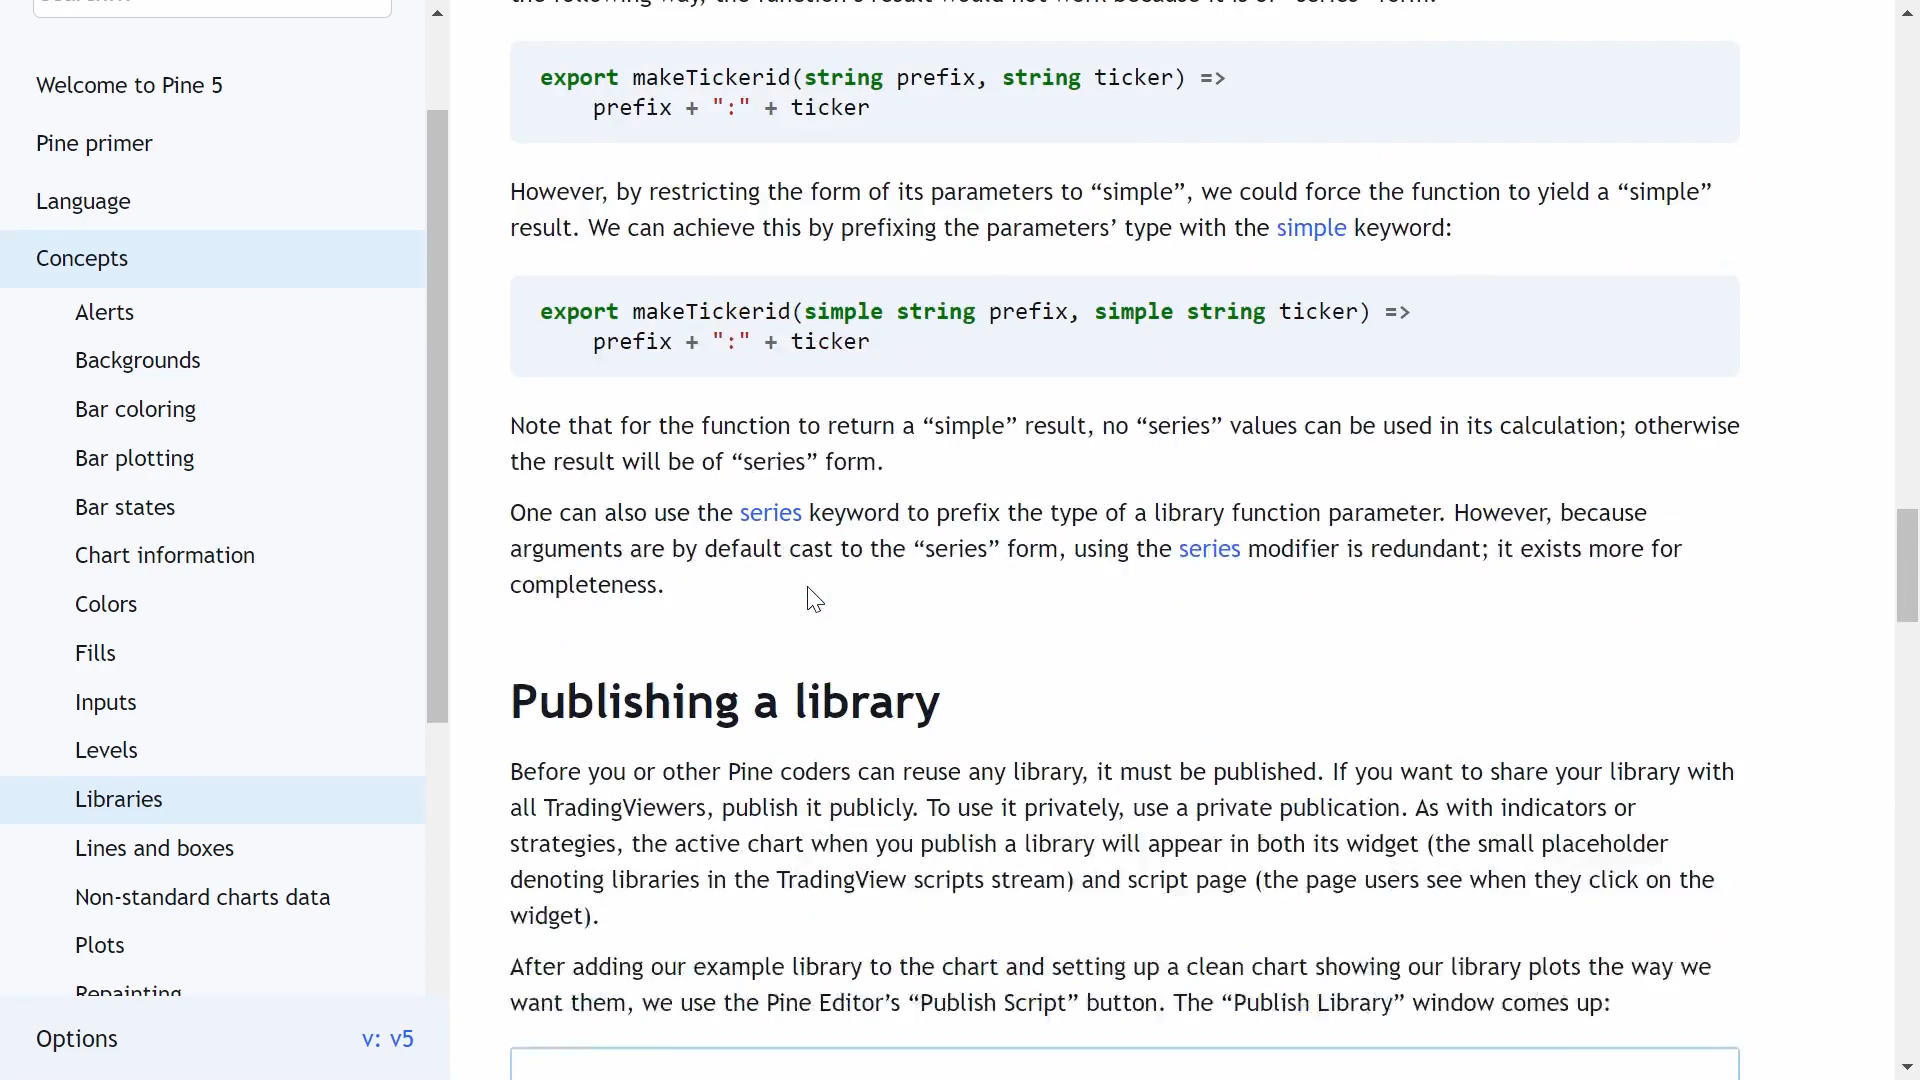 Welcome to Pine 5
Pine primer
Language
Concepts
Alerts
Backgrounds
Bar coloring
Bar plotting
Bar states
Chart information
Colors
Fills
Inputs
Levels
Libraries
Lines and boxes
Non-standard charts data
Plots
Repainting
Options
v: v5
export makeTickerid(string prefix, string ticker) =>
prefix + ":" + ticker
However, by restricting the form of its parameters to “simple”, we could force the function to yield a “simple”
result. We can achieve this by prefixing the parameters’ type with the simple keyword:
export makeTickerid(simple string prefix, simple string ticker) =>
prefix + ":" + ticker
Note that for the function to return a “simple” result, no “series” values can be used in its calculation; otherwise
the result will be of “series” form.
One can also use the series keyword to prefix the type of a library function parameter. However, because
arguments are by default cast to the “series” form, using the series modifier is redundant; it exists more for
completeness.
Publishing a library
Before you or other Pine coders can reuse any library, it must be published. If you want to share your library with
all TradingViewers, publish it publicly. To use it privately, use a private publication. As with indicators or
strategies, the active chart when you publish a library will appear in both its widget (the small placeholder
denoting libraries in the TradingView scripts stream) and script page (the page users see when they click on the
widget).
After adding our example library to the chart and setting up a clean chart showing our library plots the way we
want them, we use the Pine Editor’s “Publish Script” button. The “Publish Library” window comes up: